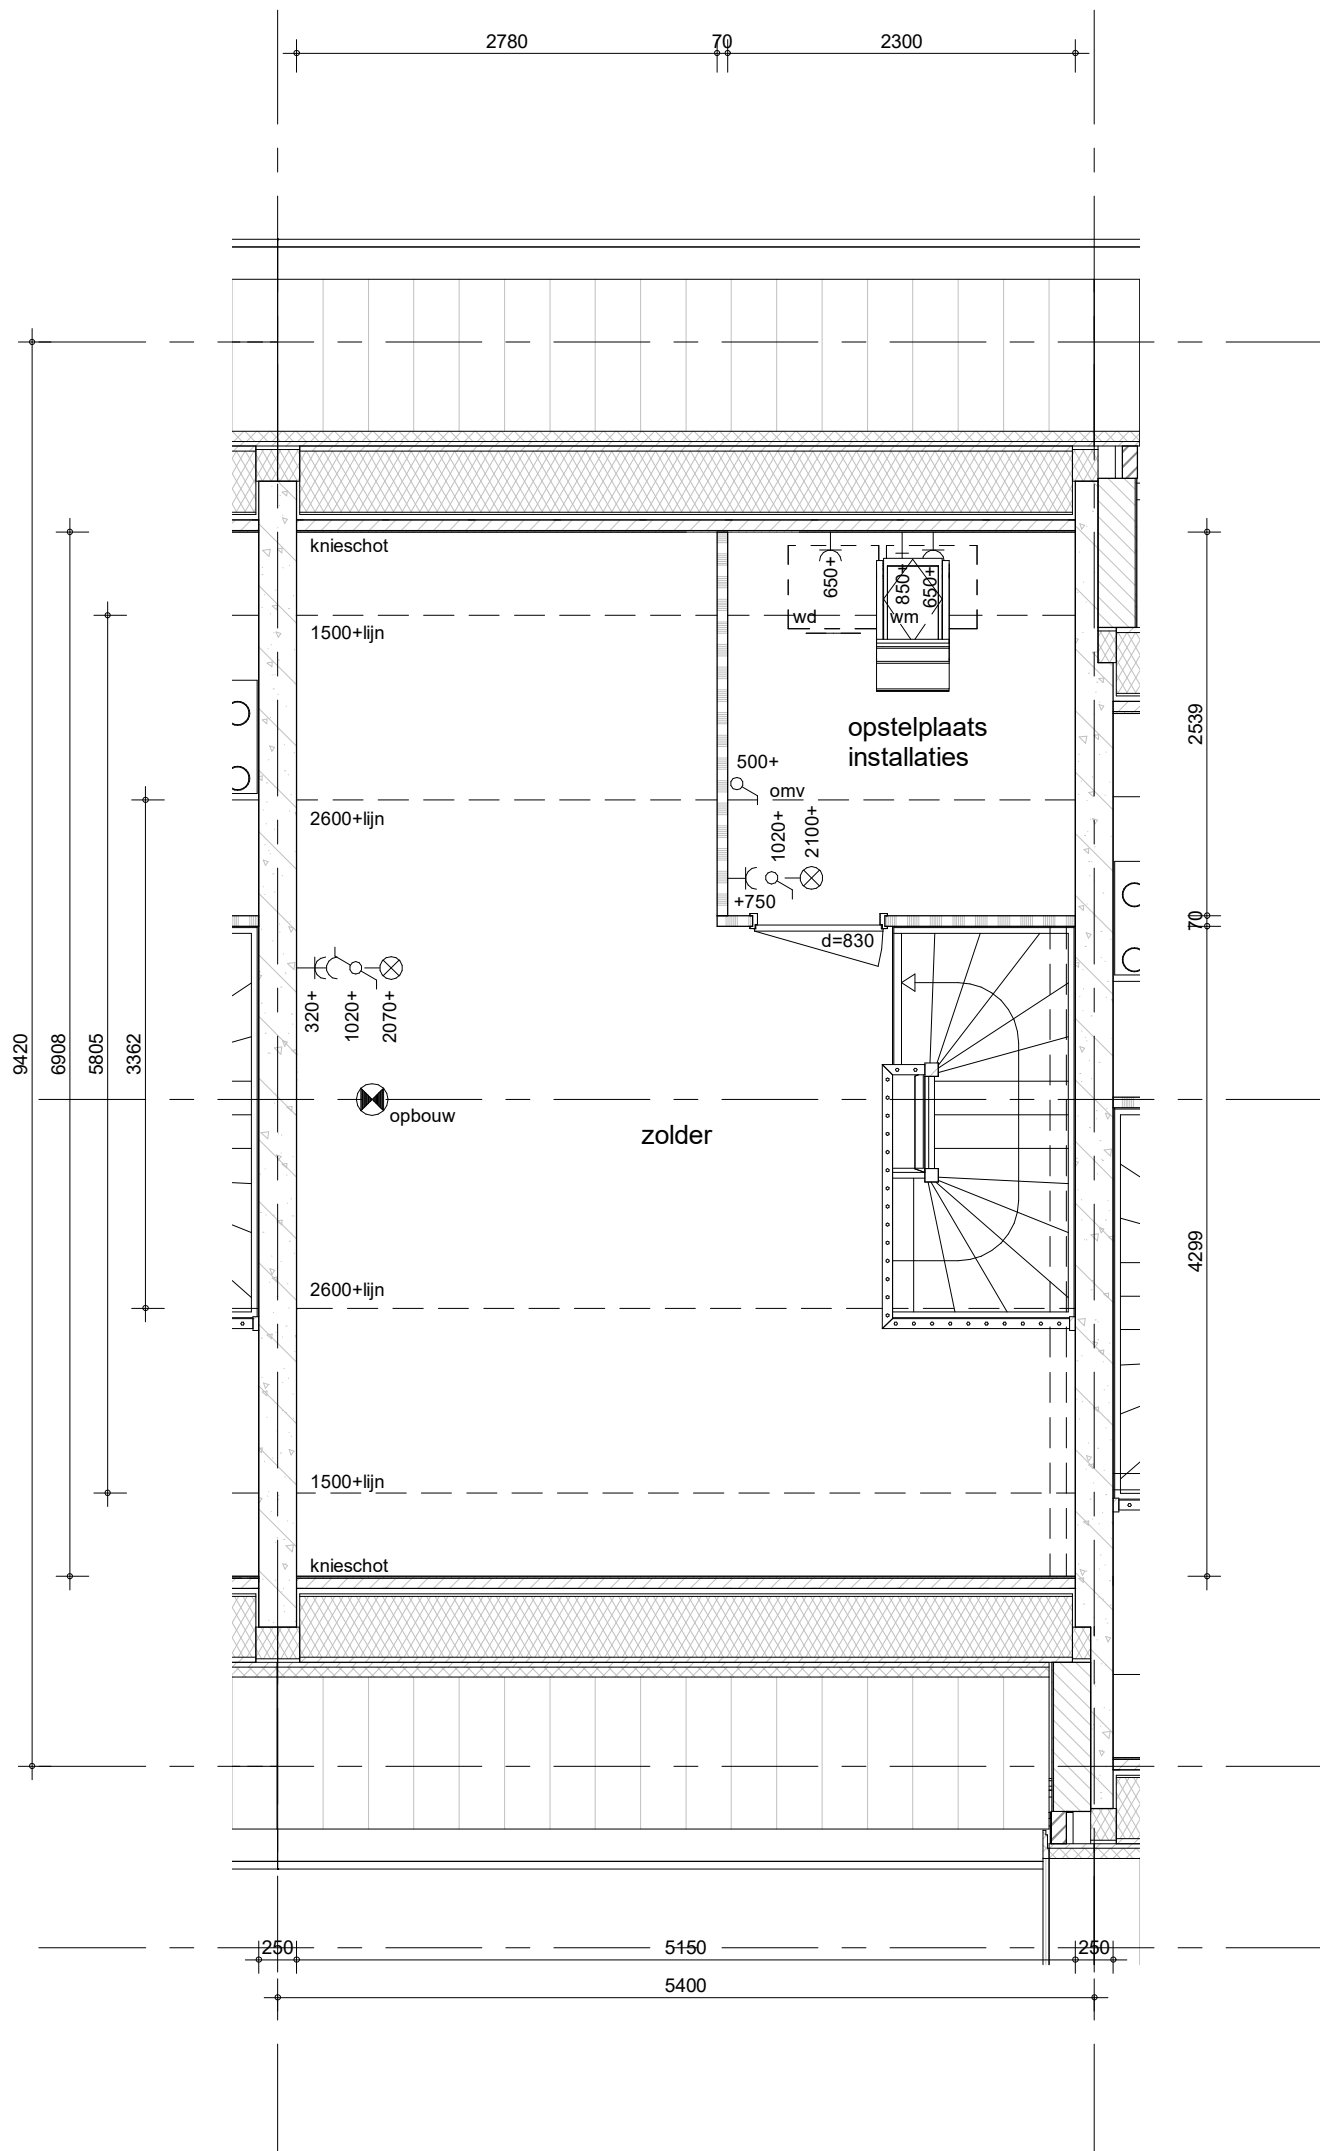 2780
70
2300
knieschot
650+
850+
650+
wd
wm
1500+lijn
opstelplaats
installaties
2539
500+
omv
2600+lijn
1020+
2100+
+750
70
d=830
320+
1020+
2070+
9420
6908
5805
3362
opbouw
zolder
4299
2600+lijn
1500+lijn
knieschot
250
5150
250
5400